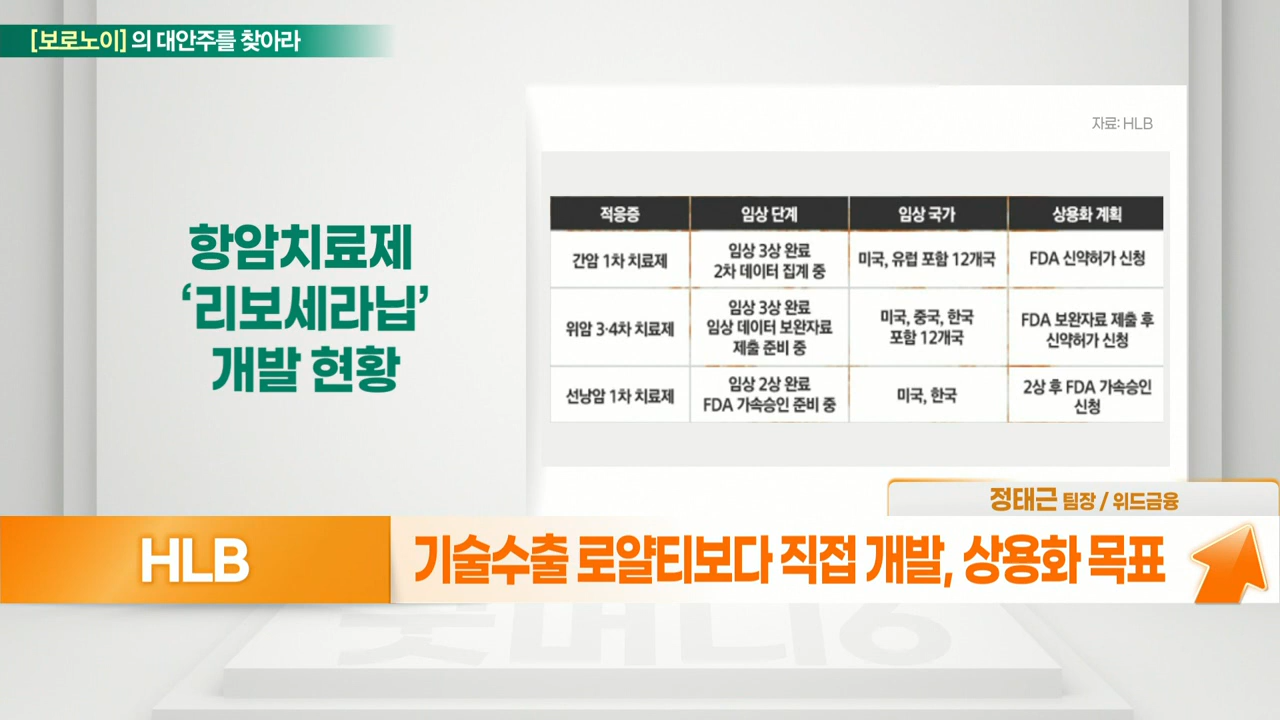 [보로노이]의 대안주를 찾아라
자료: HLB
항암치료제
‘리보세라닙’
개발 현황
적응증 임상 단계 임상 국가 상용화 계획
간암 1차 치료제
임상 3상 완료
2차 데이터 집계 중
미국, 유럽 포함 12개국
FDA 신약허가 신청
위암 3·4차 치료제
임상 3상 완료
임상 데이터 보완자료
제출 준비 중
미국, 중국, 한국
포함 12개국
FDA 보완자료 제출 후
신약허가 신청
선낭암 1차 치료제
임상 2상 완료
FDA 가속승인 준비 중
미국, 한국
2상 후 FDA 가속승인
신청
정태근 팀장 / 위드금융
HLB
기술수출 로얄티보다 직접 개발, 상용화 목표